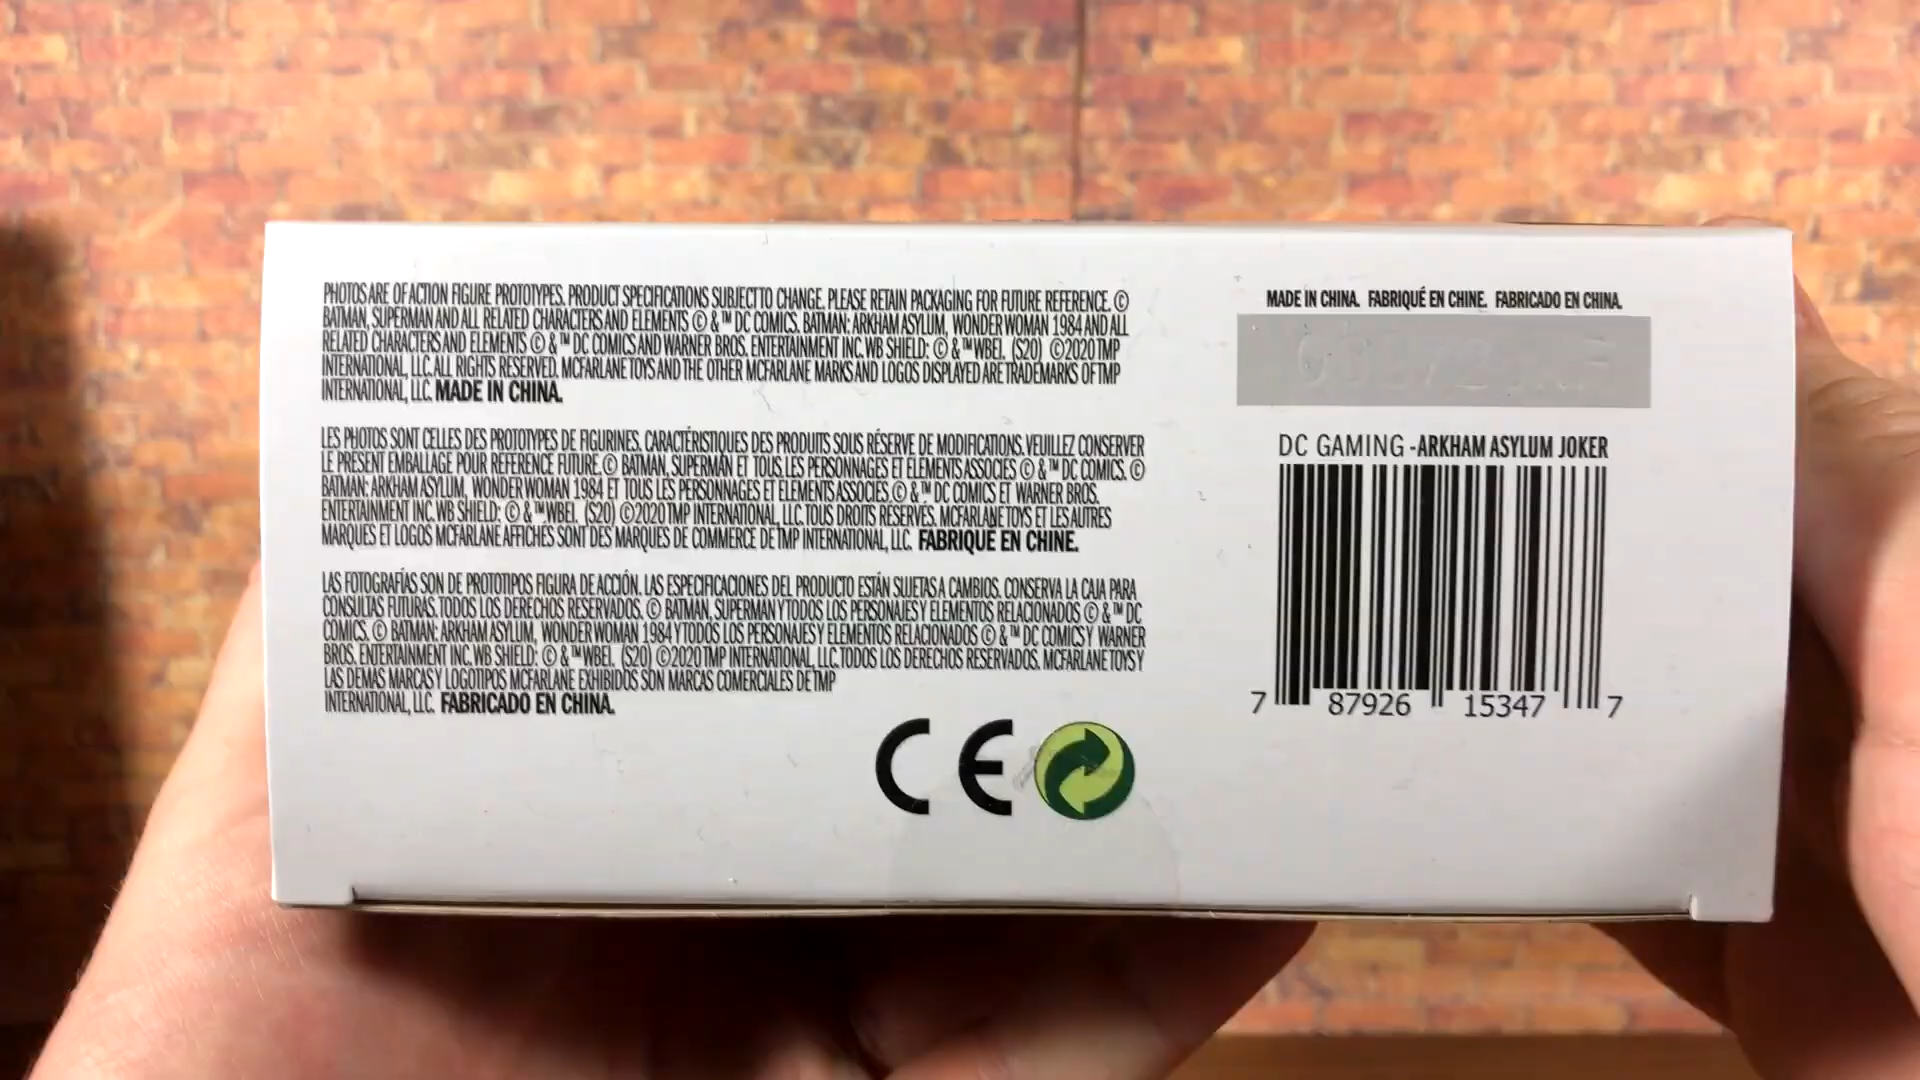 PHOTOS ARE OF ACTION FIGURE PROTOTYPES. PRODUCT SPECIFICATIONS SUBJECT TO CHANGE. PLEASE RETAIN PACKAGING FOR FUTURE REFERENCE. ©
BATMAN, SUPERMAN AND ALL RELATED CHARACTERS AND ELEMENTS © & ™ DC COMICS. BATMAN: ARKHAM ASYLUM, WONDER WOMAN 1984 AND ALL
RELATED CHARACTERS AND ELEMENTS © & ™ DC COMICS AND WARNER BROS. ENTERTAINMENT INC. WB SHIELD: © & ™ WBEI. (S20) ©2020 TMP
INTERNATIONAL, LLC. ALL RIGHTS RESERVED. MCFARLANE TOYS AND THE OTHER MCFARLANE MARKS AND LOGOS DISPLAYED ARE TRADEMARKS OF TMP
INTERNATIONAL, LLC. MADE IN CHINA.
LES PHOTOS SONT CELLES DES PROTOTYPES DE FIGURINES. CARACTÉRISTIQUES DES PRODUITS SOUS RÉSERVE DE MODIFICATIONS. VEUILLEZ CONSERVER
LE PRESENT EMBALLAGE POUR REFERENCE FUTURE. © BATMAN, SUPERMAN ET TOUS LES PERSONNAGES ET ELEMENTS ASSOCIES © & ™ DC COMICS. ©
BATMAN: ARKHAM ASYLUM, WONDER WOMAN 1984 ET TOUS LES PERSONNAGES ET ELEMENTS ASSOCIES © & ™ DC COMICS ET WARNER BROS.
ENTERTAINMENT INC. WB SHIELD: © & ™ WBEI. (S20) ©2020 TMP INTERNATIONAL, LLC. TOUS DROITS RESERVES. MCFARLANE TOYS ET LES AUTRES
MARQUES ET LOGOS MCFARLANE AFFICHES SONT DES MARQUES DE COMMERCE DE TMP INTERNATIONAL, LLC. FABRIQUE EN CHINE.
LAS FOTOGRAFÍAS SON DE PROTOTIPOS FIGURA DE ACCIÓN. LAS ESPECIFICACIONES DEL PRODUCTO ESTÁN SUJETAS A CAMBIOS. CONSERVA LA CAJA PARA
CONSULTAS FUTURAS. TODOS LOS DERECHOS RESERVADOS. © BATMAN, SUPERMAN Y TODOS LOS PERSONAJES Y ELEMENTOS RELACIONADOS © & ™ DC
COMICS. © BATMAN: ARKHAM ASYLUM, WONDER WOMAN 1984 Y TODOS LOS PERSONAJES Y ELEMENTOS RELACIONADOS © & ™ DC COMICS Y WARNER
BROS. ENTERTAINMENT INC. WB SHIELD: © & ™ WBEI. (S20) ©2020 TMP INTERNATIONAL, LLC. TODOS LOS DERECHOS RESERVADOS. MCFARLANE TOYS Y
LAS DEMAS MARCAS Y LOGOTIPOS MCFARLANE EXHIBIDOS SON MARCAS COMERCIALES DE TMP
INTERNATIONAL, LLC. FABRICADO EN CHINA.
CE
MADE IN CHINA. FABRIQUÉ EN CHINE. FABRICADO EN CHINA.
DC GAMING - ARKHAM ASYLUM JOKER
7 87926 15347 7